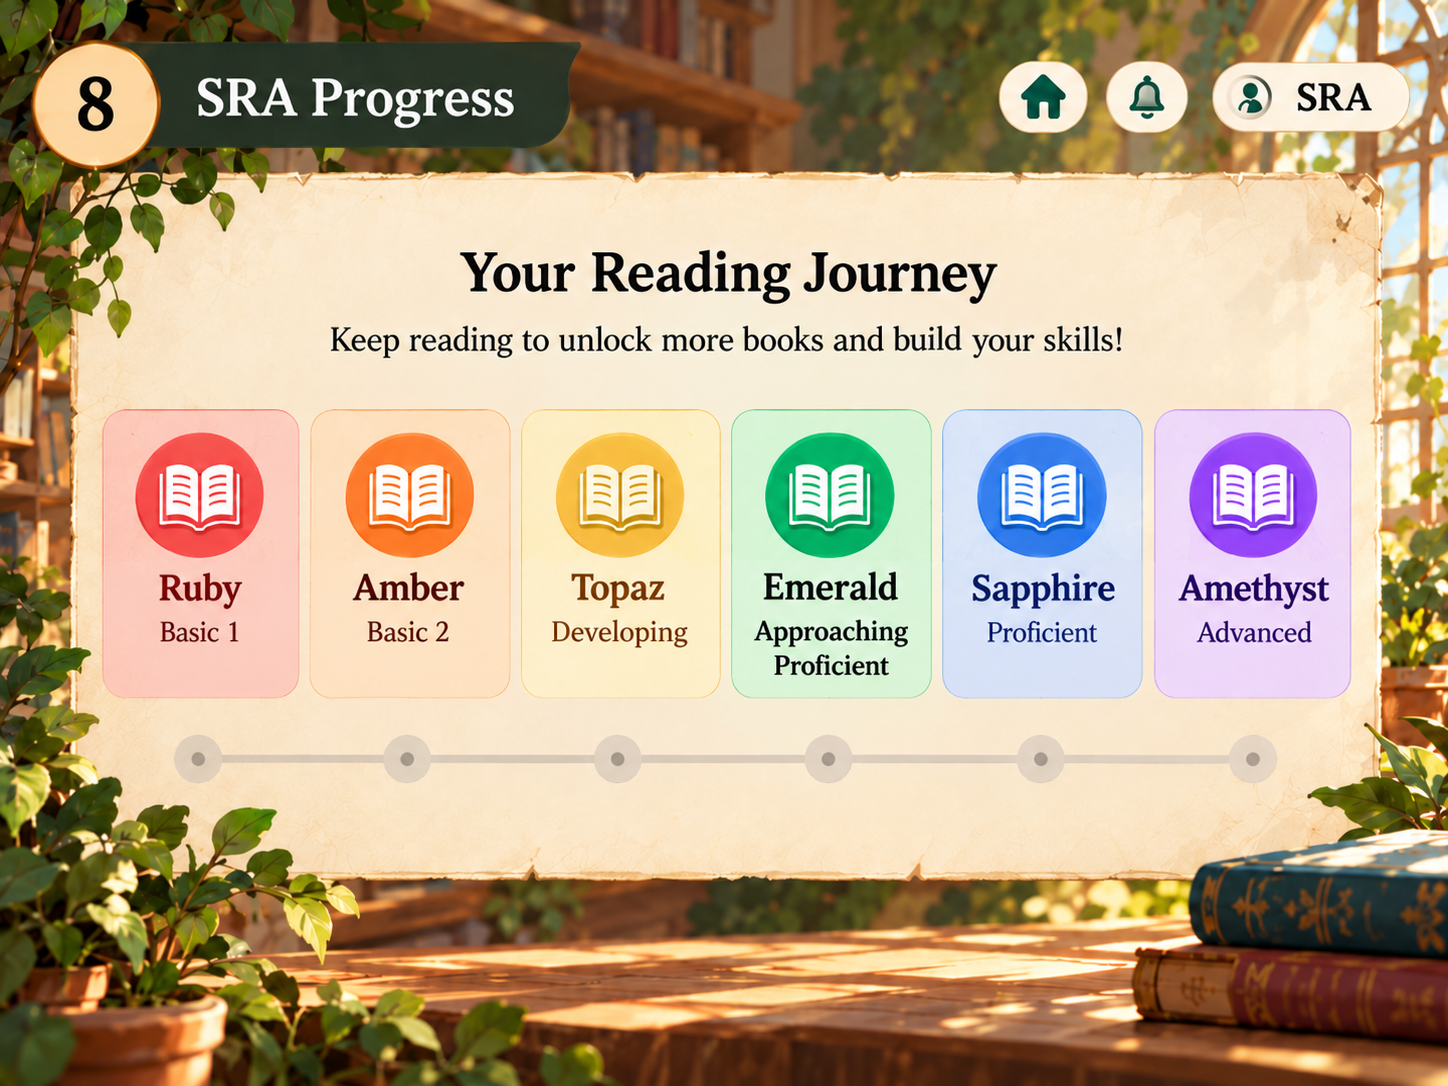 8
SRA Progress
SRA
Your Reading Journey
Keep reading to unlock more books and build your skills!
Ruby
Basic 1
Amber
Basic 2
Topaz
Developing
Emerald
Approaching
Proficient
Sapphire
Proficient
Amethyst
Advanced